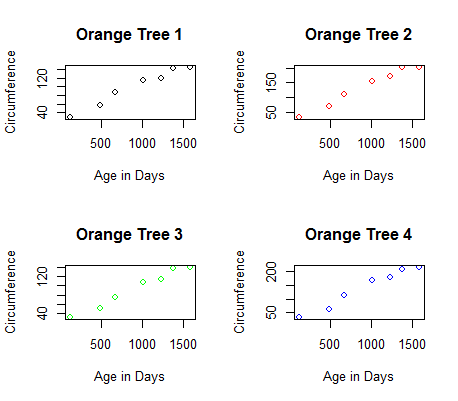 Orange Tree 1
Circumference
120
40
500 1000 1500
Age in Days
Orange Tree 2
Circumference
150
50
500 1000 1500
Age in Days
Orange Tree 3
Circumference
120
40
500 1000 1500
Age in Days
Orange Tree 4
Circumference
200
50
500 1000 1500
Age in Days